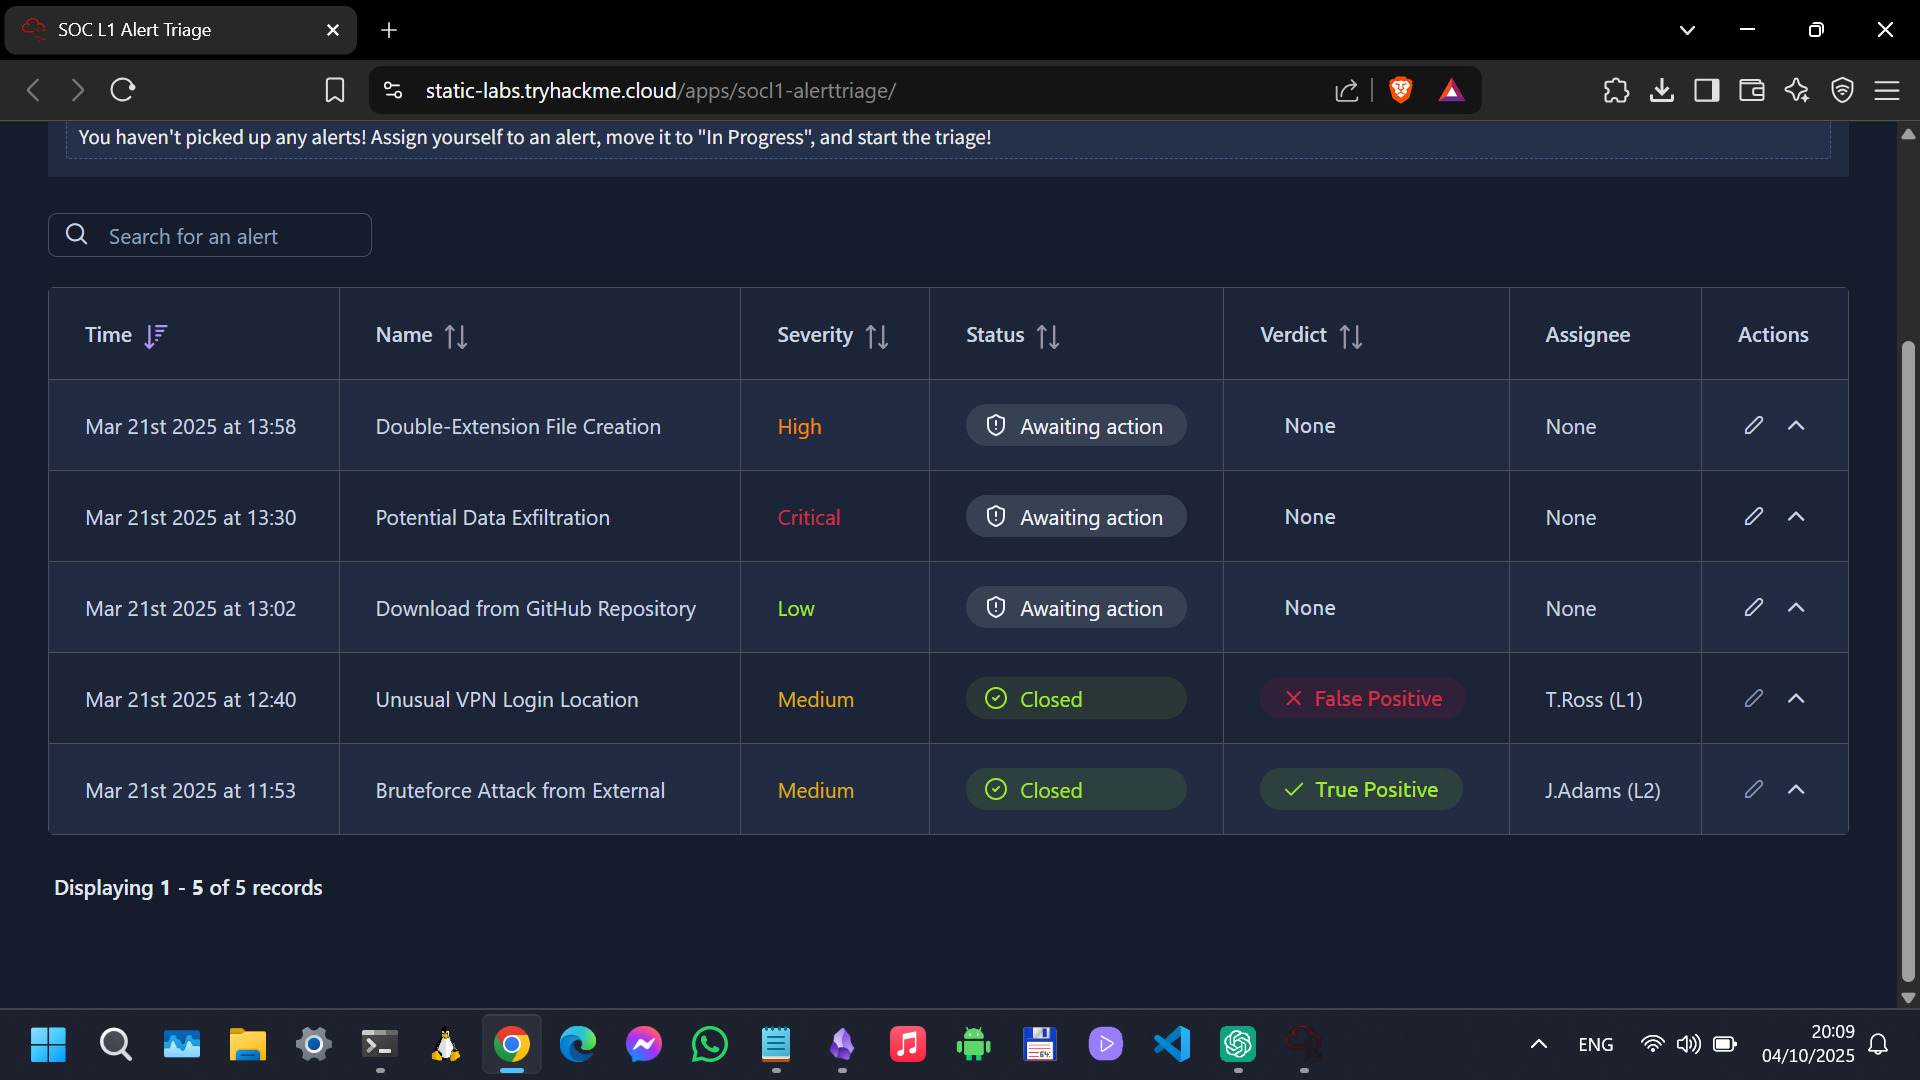 SOC L1 Alert Triage
static-labs.tryhackme.cloud/apps/socl1-alerttriage/
You haven't picked up any alerts! Assign yourself to an alert, move it to "In Progress", and start the triage!
Search for an alert
Time Name Severity Status Verdict Assignee Actions
Mar 21st 2025 at 13:58 Double-Extension File Creation High Awaiting action None None
Mar 21st 2025 at 13:30 Potential Data Exfiltration Critical Awaiting action None None
Mar 21st 2025 at 13:02 Download from GitHub Repository Low Awaiting action None None
Mar 21st 2025 at 12:40 Unusual VPN Login Location Medium Closed False Positive T.Ross (L1)
Mar 21st 2025 at 11:53 Bruteforce Attack from External Medium Closed True Positive J.Adams (L2)
Displaying 1 - 5 of 5 records
64
ENG
20:09
04/10/2025